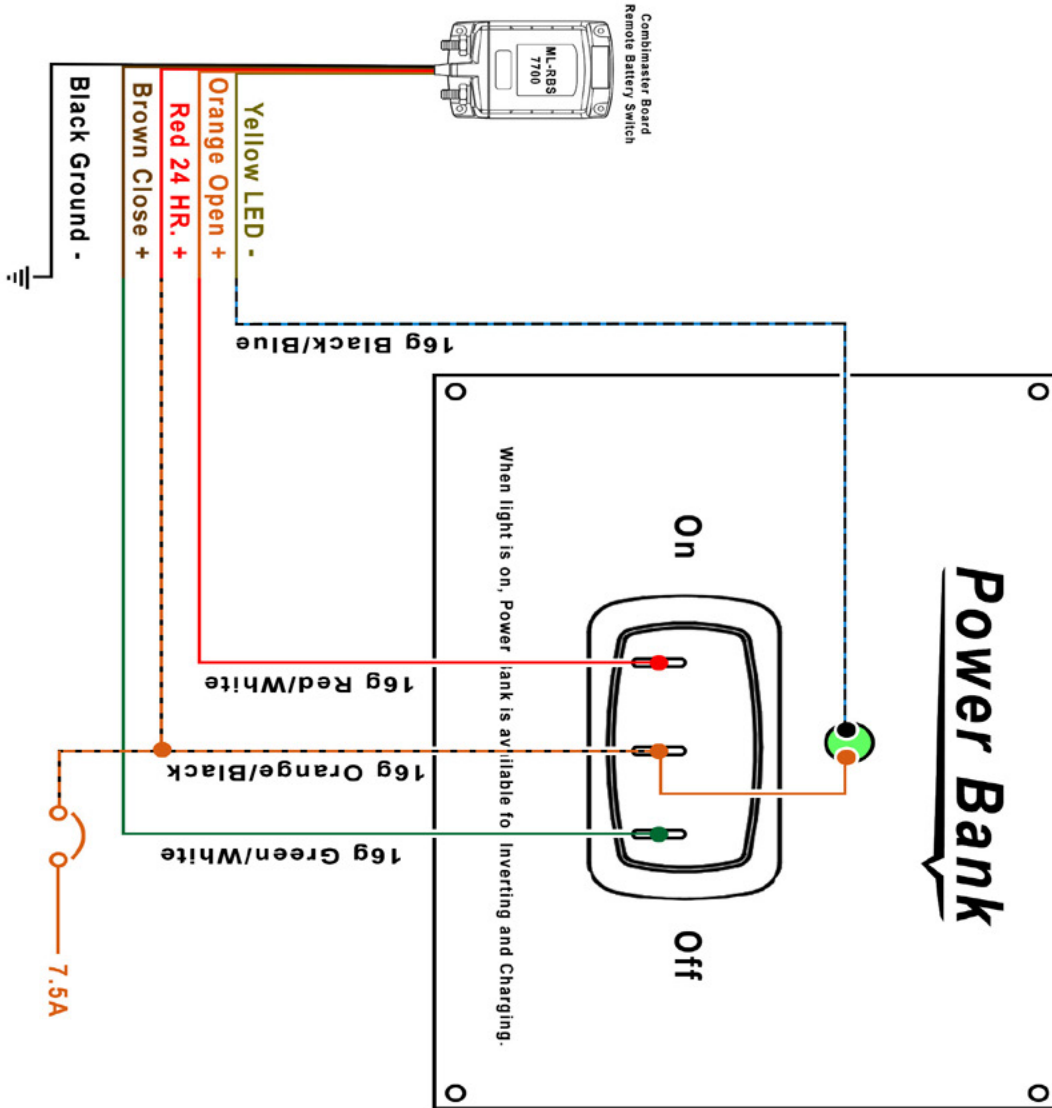 Combimaster Board
Remote Battery Switch
ML-RBS
7700
Yellow LED -
Orange Open +
Red 24 HR. +
Brown Close +
Black Ground -
16g Black/Blue
16g Red/White
16g Orange/Black
16g Green/White
7.5A
Power Bank
On
Off
When light is on, Power Bank is available for Inverting and Charging.